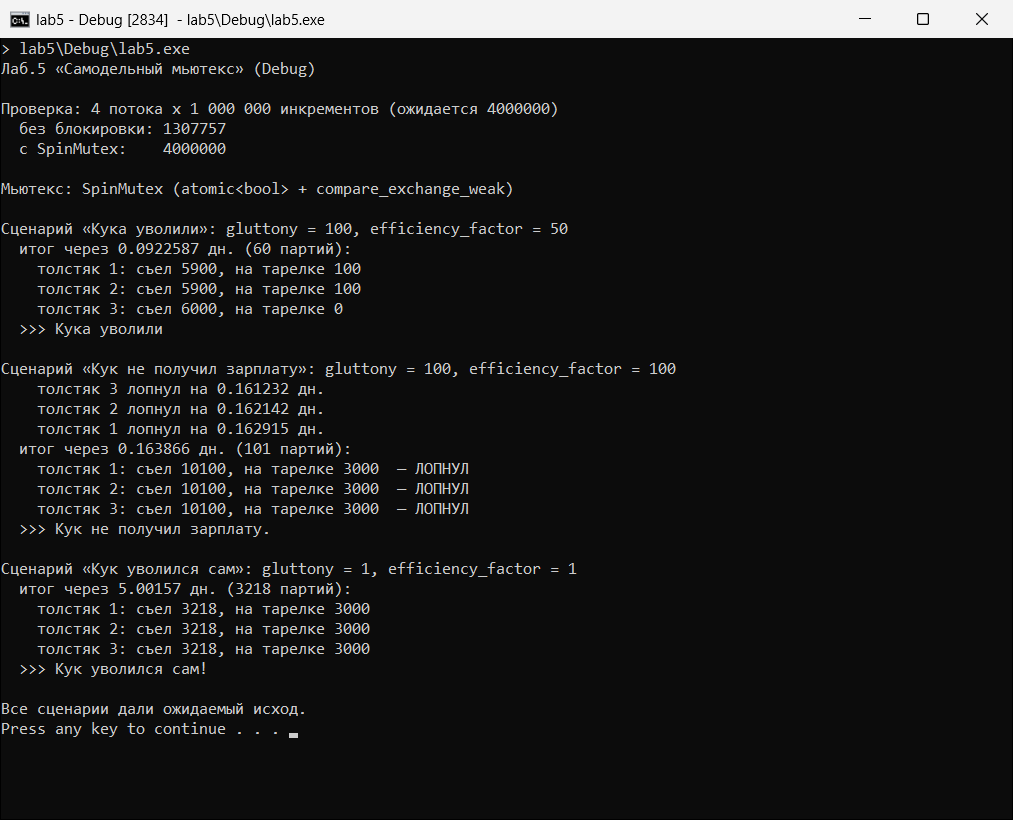 lab5 - Debug [2834]  - lab5\Debug\lab5.exe
> lab5\Debug\lab5.exe
Лаб.5 «Самодельный мьютекс» (Debug)
Проверка: 4 потока x 1 000 000 инкрементов (ожидается 4000000)
  без блокировки: 1307757
  с SpinMutex:    4000000
Мьютекс: SpinMutex (atomic<bool> + compare_exchange_weak)
Сценарий «Кука уволили»: gluttony = 100, efficiency_factor = 50
  итог через 0.0922587 дн. (60 партий):
    толстяк 1: съел 5900, на тарелке 100
    толстяк 2: съел 5900, на тарелке 100
    толстяк 3: съел 6000, на тарелке 0
  >>> Кука уволили
Сценарий «Кук не получил зарплату»: gluttony = 100, efficiency_factor = 100
    толстяк 3 лопнул на 0.161232 дн.
    толстяк 2 лопнул на 0.162142 дн.
    толстяк 1 лопнул на 0.162915 дн.
  итог через 0.163866 дн. (101 партий):
    толстяк 1: съел 10100, на тарелке 3000  — ЛОПНУЛ
    толстяк 2: съел 10100, на тарелке 3000  — ЛОПНУЛ
    толстяк 3: съел 10100, на тарелке 3000  — ЛОПНУЛ
  >>> Кук не получил зарплату.
Сценарий «Кук уволился сам»: gluttony = 1, efficiency_factor = 1
  итог через 5.00157 дн. (3218 партий):
    толстяк 1: съел 3218, на тарелке 3000
    толстяк 2: съел 3218, на тарелке 3000
    толстяк 3: съел 3218, на тарелке 3000
  >>> Кук уволился сам!
Все сценарии дали ожидаемый исход.
Press any key to continue . . .